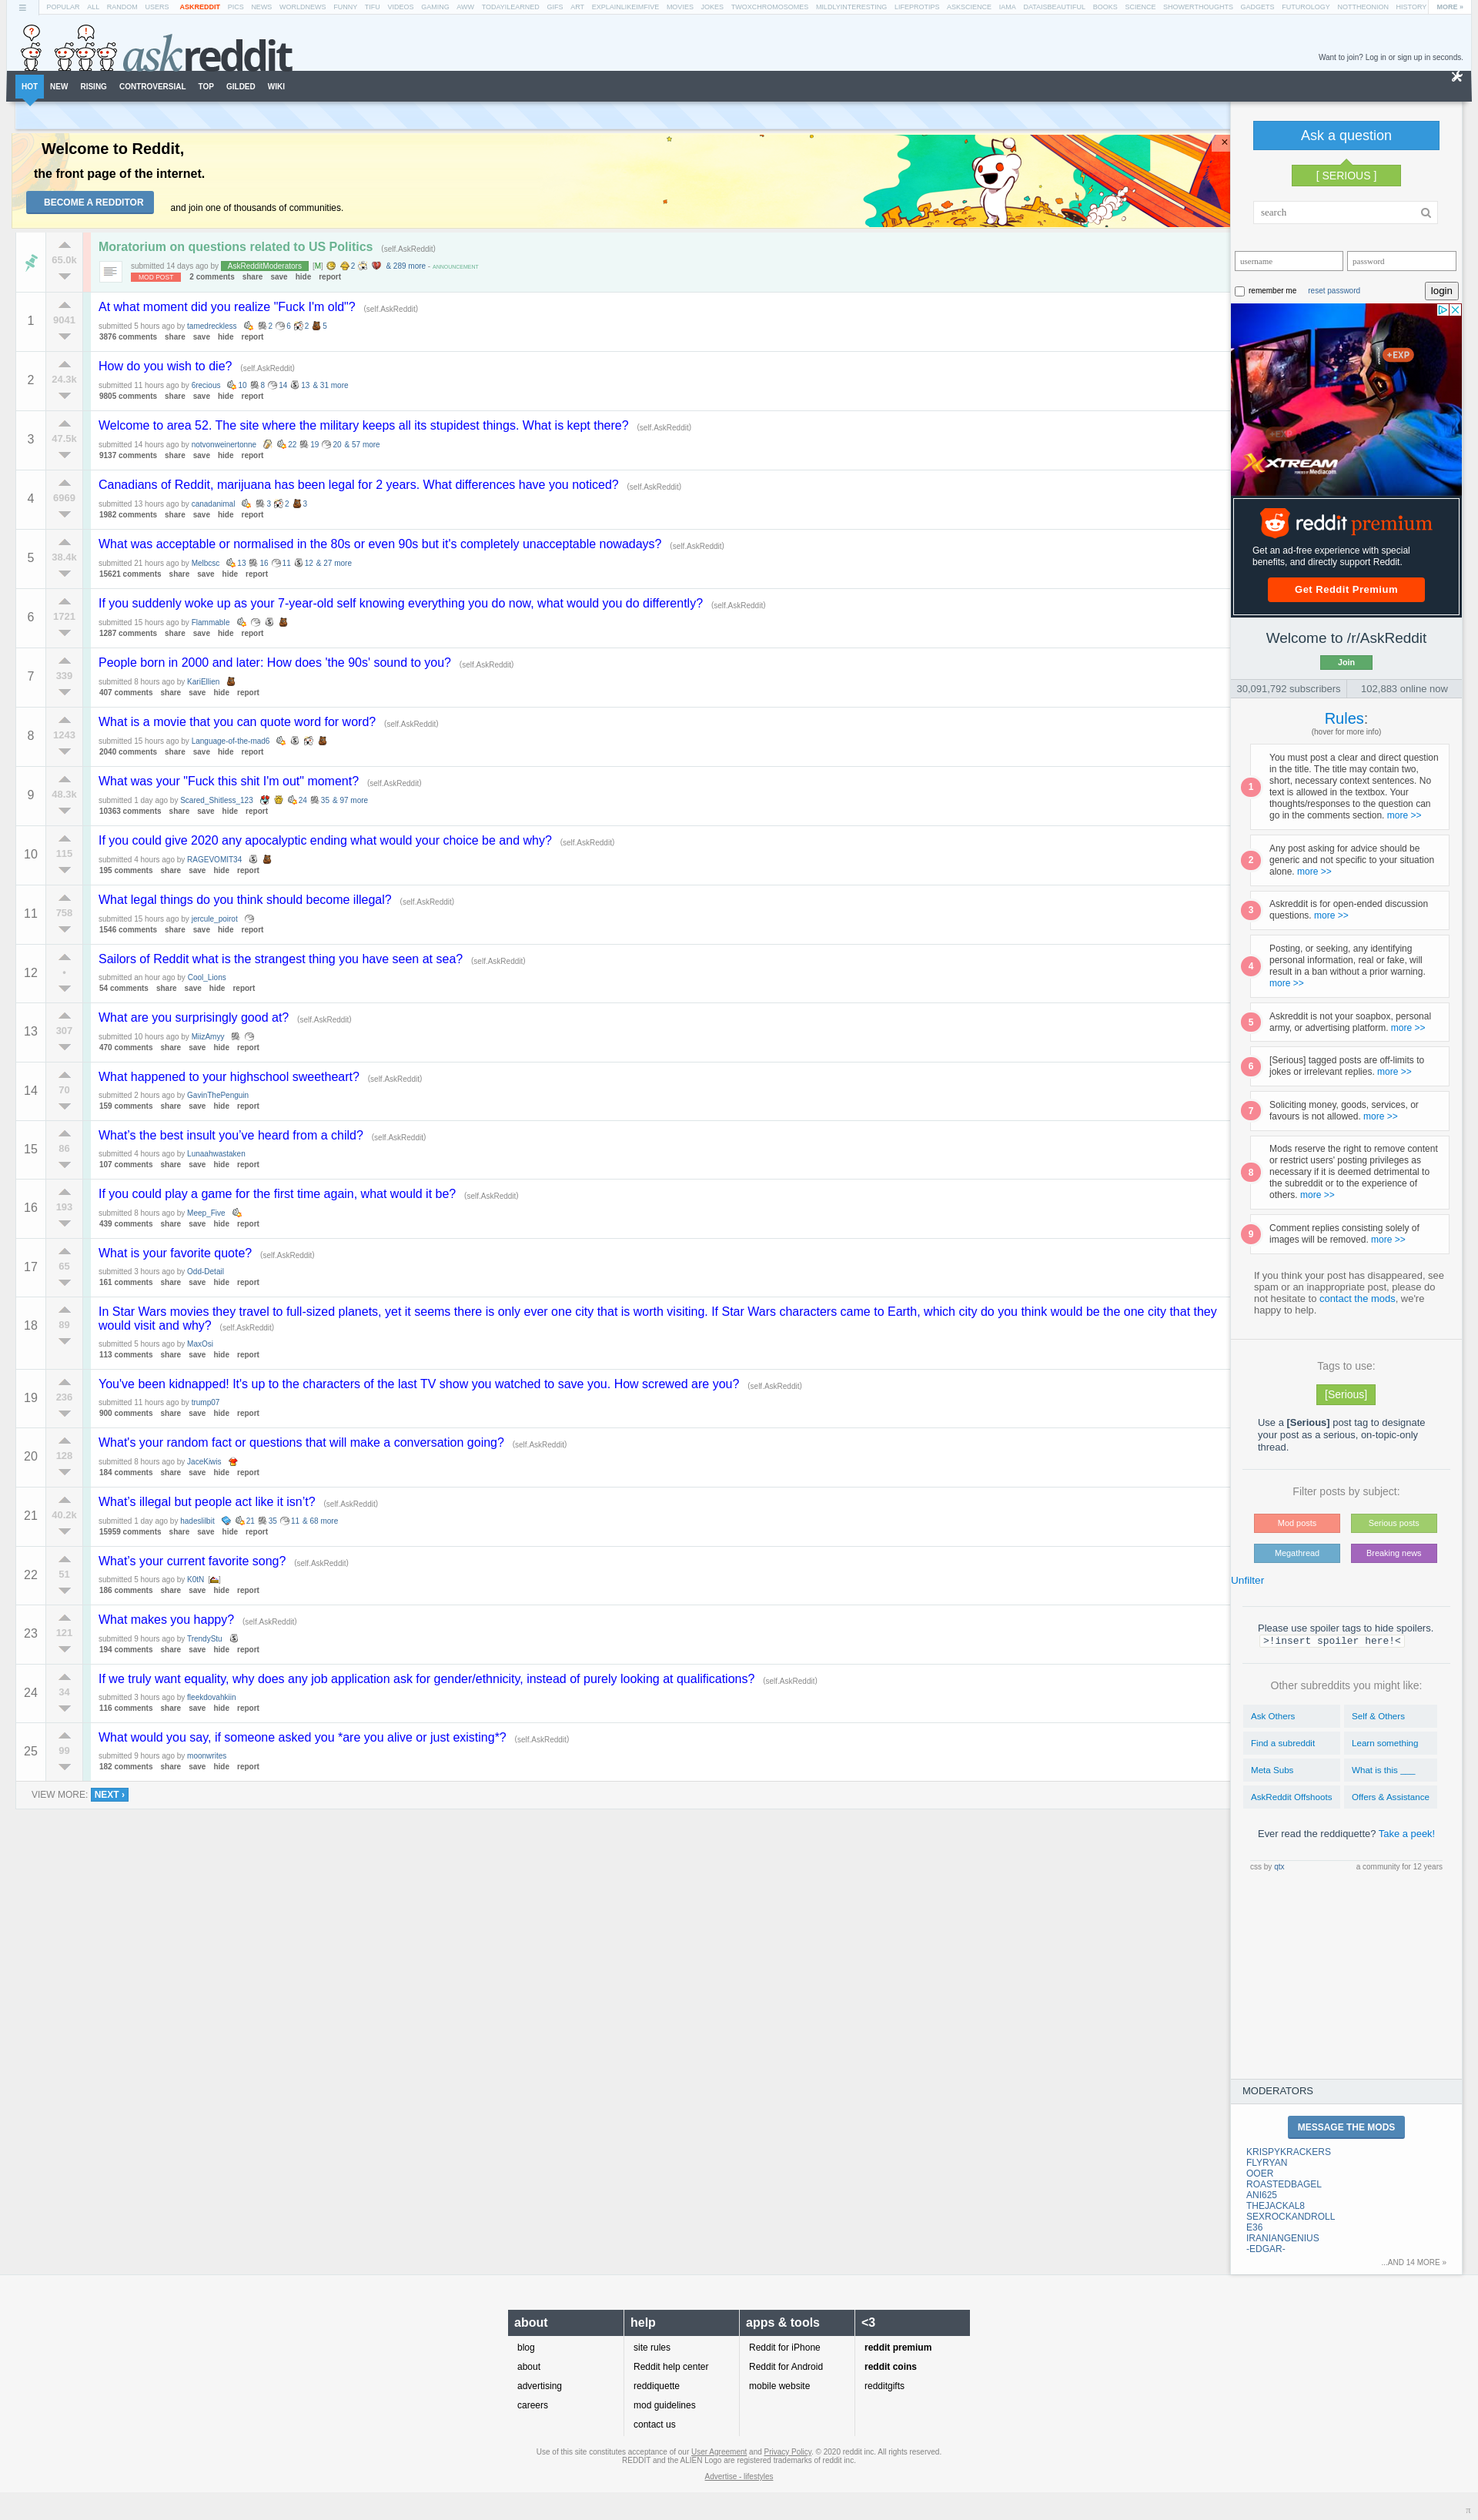 POPULAR ALL RANDOM USERS ASKREDDIT PICS NEWS WORLDNEWS FUNNY TIFU VIDEOS GAMING AWW TODAYILEARNED GIFS ART EXPLAINLIKEIMFIVE MOVIES JOKES TWOXCHROMOSOMES MILDLYINTERESTING LIFEPROTIPS ASKSCIENCE IAMA DATAISBEAUTIFUL BOOKS SCIENCE SHOWERTHOUGHTS GADGETS FUTUROLOGY NOTTHEONION HISTORY MORE »
askreddit
Want to join? Log in or sign up in seconds.
HOT NEW RISING CONTROVERSIAL TOP GILDED WIKI
Welcome to Reddit,
the front page of the internet.
BECOME A REDDITOR and join one of thousands of communities.
×
65.0k
Moratorium on questions related to US Politics (self.AskReddit)
submitted 14 days ago by AskRedditModerators [M] 2 & 289 more - ANNOUNCEMENT
MOD POST 2 comments share save hide report
1 9041
At what moment did you realize "Fuck I'm old"? (self.AskReddit)
submitted 5 hours ago by tamedreckless 2 6 2 5
3876 comments share save hide report
2 24.3k
How do you wish to die? (self.AskReddit)
submitted 11 hours ago by 6recious 10 8 14 13 & 31 more
9805 comments share save hide report
3 47.5k
Welcome to area 52. The site where the military keeps all its stupidest things. What is kept there? (self.AskReddit)
submitted 14 hours ago by notvonweinertonne 22 19 20 & 57 more
9137 comments share save hide report
4 6969
Canadians of Reddit, marijuana has been legal for 2 years. What differences have you noticed? (self.AskReddit)
submitted 13 hours ago by canadanimal 3 2 3
1982 comments share save hide report
5 38.4k
What was acceptable or normalised in the 80s or even 90s but it's completely unacceptable nowadays? (self.AskReddit)
submitted 21 hours ago by Melbcsc 13 16 11 12 & 27 more
15621 comments share save hide report
6 1721
If you suddenly woke up as your 7-year-old self knowing everything you do now, what would you do differently? (self.AskReddit)
submitted 15 hours ago by Flammable
1287 comments share save hide report
7 339
People born in 2000 and later: How does 'the 90s' sound to you? (self.AskReddit)
submitted 8 hours ago by KariEllien
407 comments share save hide report
8 1243
What is a movie that you can quote word for word? (self.AskReddit)
submitted 15 hours ago by Language-of-the-mad6
2040 comments share save hide report
9 48.3k
What was your "Fuck this shit I'm out" moment? (self.AskReddit)
submitted 1 day ago by Scared_Shitless_123 24 35 & 97 more
10363 comments share save hide report
10 115
If you could give 2020 any apocalyptic ending what would your choice be and why? (self.AskReddit)
submitted 4 hours ago by RAGEVOMIT34
195 comments share save hide report
11 758
What legal things do you think should become illegal? (self.AskReddit)
submitted 15 hours ago by jercule_poirot
1546 comments share save hide report
12 •
Sailors of Reddit what is the strangest thing you have seen at sea? (self.AskReddit)
submitted an hour ago by Cool_Lions
54 comments share save hide report
13 307
What are you surprisingly good at? (self.AskReddit)
submitted 10 hours ago by MiizAmyy
470 comments share save hide report
14 70
What happened to your highschool sweetheart? (self.AskReddit)
submitted 2 hours ago by GavinThePenguin
159 comments share save hide report
15 86
What's the best insult you've heard from a child? (self.AskReddit)
submitted 4 hours ago by Lunaahwastaken
107 comments share save hide report
16 193
If you could play a game for the first time again, what would it be? (self.AskReddit)
submitted 8 hours ago by Meep_Five
439 comments share save hide report
17 65
What is your favorite quote? (self.AskReddit)
submitted 3 hours ago by Odd-Detail
161 comments share save hide report
18 89
In Star Wars movies they travel to full-sized planets, yet it seems there is only ever one city that is worth visiting. If Star Wars characters came to Earth, which city do you think would be the one city that they
would visit and why? (self.AskReddit)
submitted 5 hours ago by MaxOsi
113 comments share save hide report
19 236
You've been kidnapped! It's up to the characters of the last TV show you watched to save you. How screwed are you? (self.AskReddit)
submitted 11 hours ago by trump07
900 comments share save hide report
20 128
What's your random fact or questions that will make a conversation going? (self.AskReddit)
submitted 8 hours ago by JaceKiwis
184 comments share save hide report
21 40.2k
What's illegal but people act like it isn't? (self.AskReddit)
submitted 1 day ago by hadeslilbit 21 35 11 & 68 more
15959 comments share save hide report
22 51
What's your current favorite song? (self.AskReddit)
submitted 5 hours ago by K0tN
186 comments share save hide report
23 121
What makes you happy? (self.AskReddit)
submitted 9 hours ago by TrendyStu
194 comments share save hide report
24 34
If we truly want equality, why does any job application ask for gender/ethnicity, instead of purely looking at qualifications? (self.AskReddit)
submitted 3 hours ago by fleekdovahkiin
116 comments share save hide report
25 99
What would you say, if someone asked you *are you alive or just existing*? (self.AskReddit)
submitted 9 hours ago by moonwrites
182 comments share save hide report
VIEW MORE: NEXT ›
Ask a question
[ SERIOUS ]
search
username password
remember me reset password login
+EXP
+EXP
XTREAM
Mediacom
reddit premium
Get an ad-free experience with special
benefits, and directly support Reddit.
Get Reddit Premium
Welcome to /r/AskReddit
Join
30,091,792 subscribers 102,883 online now
Rules:
(hover for more info)
1 You must post a clear and direct question
in the title. The title may contain two,
short, necessary context sentences. No
text is allowed in the textbox. Your
thoughts/responses to the question can
go in the comments section. more >>
2 Any post asking for advice should be
generic and not specific to your situation
alone. more >>
3 Askreddit is for open-ended discussion
questions. more >>
4 Posting, or seeking, any identifying
personal information, real or fake, will
result in a ban without a prior warning.
more >>
5 Askreddit is not your soapbox, personal
army, or advertising platform. more >>
6 [Serious] tagged posts are off-limits to
jokes or irrelevant replies. more >>
7 Soliciting money, goods, services, or
favours is not allowed. more >>
8 Mods reserve the right to remove content
or restrict users' posting privileges as
necessary if it is deemed detrimental to
the subreddit or to the experience of
others. more >>
9 Comment replies consisting solely of
images will be removed. more >>
If you think your post has disappeared, see
spam or an inappropriate post, please do
not hesitate to contact the mods, we're
happy to help.
Tags to use:
[Serious]
Use a [Serious] post tag to designate
your post as a serious, on-topic-only
thread.
Filter posts by subject:
Mod posts Serious posts
Megathread Breaking news
Unfilter
Please use spoiler tags to hide spoilers.
>!insert spoiler here!<
Other subreddits you might like:
Ask Others Self & Others
Find a subreddit Learn something
Meta Subs What is this ___
AskReddit Offshoots Offers & Assistance
Ever read the reddiquette? Take a peek!
css by qtx a community for 12 years
MODERATORS
MESSAGE THE MODS
KRISPYKRACKERS
FLYRYAN
OOER
ROASTEDBAGEL
ANI625
THEJACKAL8
SEXROCKANDROLL
E36
IRANIANGENIUS
-EDGAR-
...AND 14 MORE »
about help apps & tools <3
blog site rules Reddit for iPhone reddit premium
about Reddit help center Reddit for Android reddit coins
advertising reddiquette mobile website redditgifts
careers mod guidelines
contact us
Use of this site constitutes acceptance of our User Agreement and Privacy Policy. © 2020 reddit inc. All rights reserved.
REDDIT and the ALIEN Logo are registered trademarks of reddit inc.
Advertise - lifestyles
π